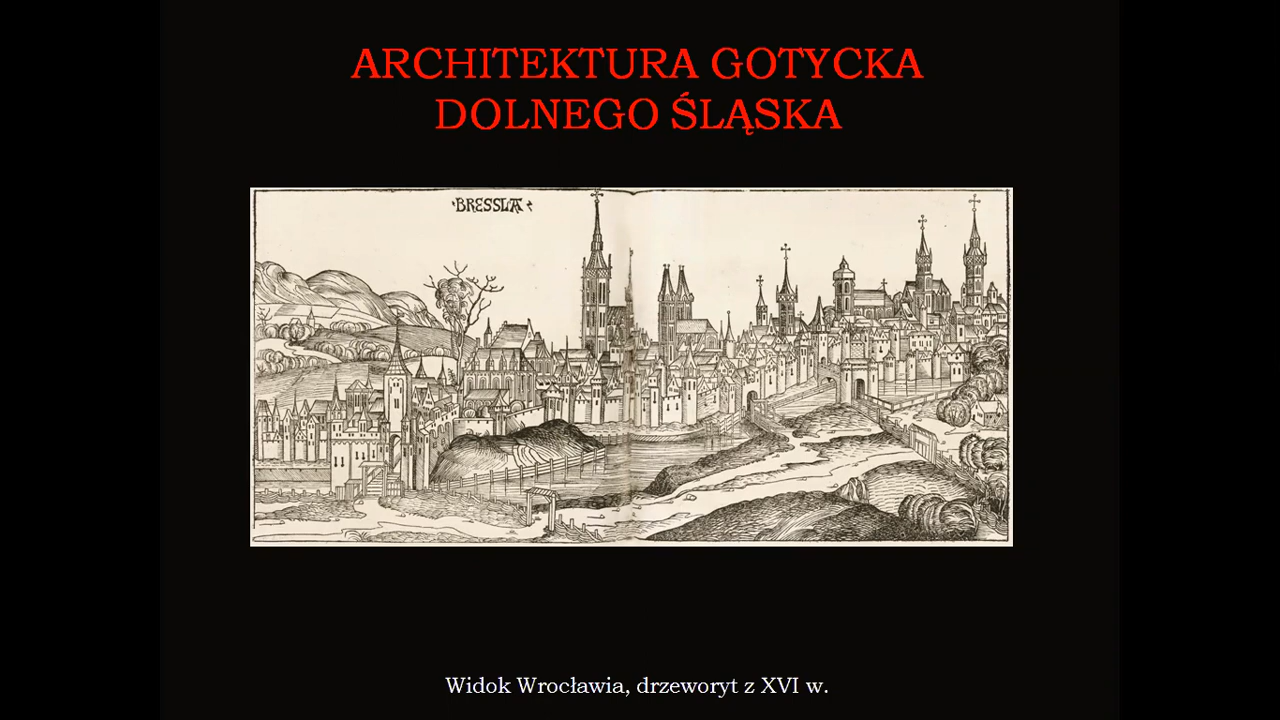 ARCHITEKTURA GOTYCKA
DOLNEGO ŚLĄSKA
BRESSLA
Widok Wrocławia, drzeworyt z XVI w.